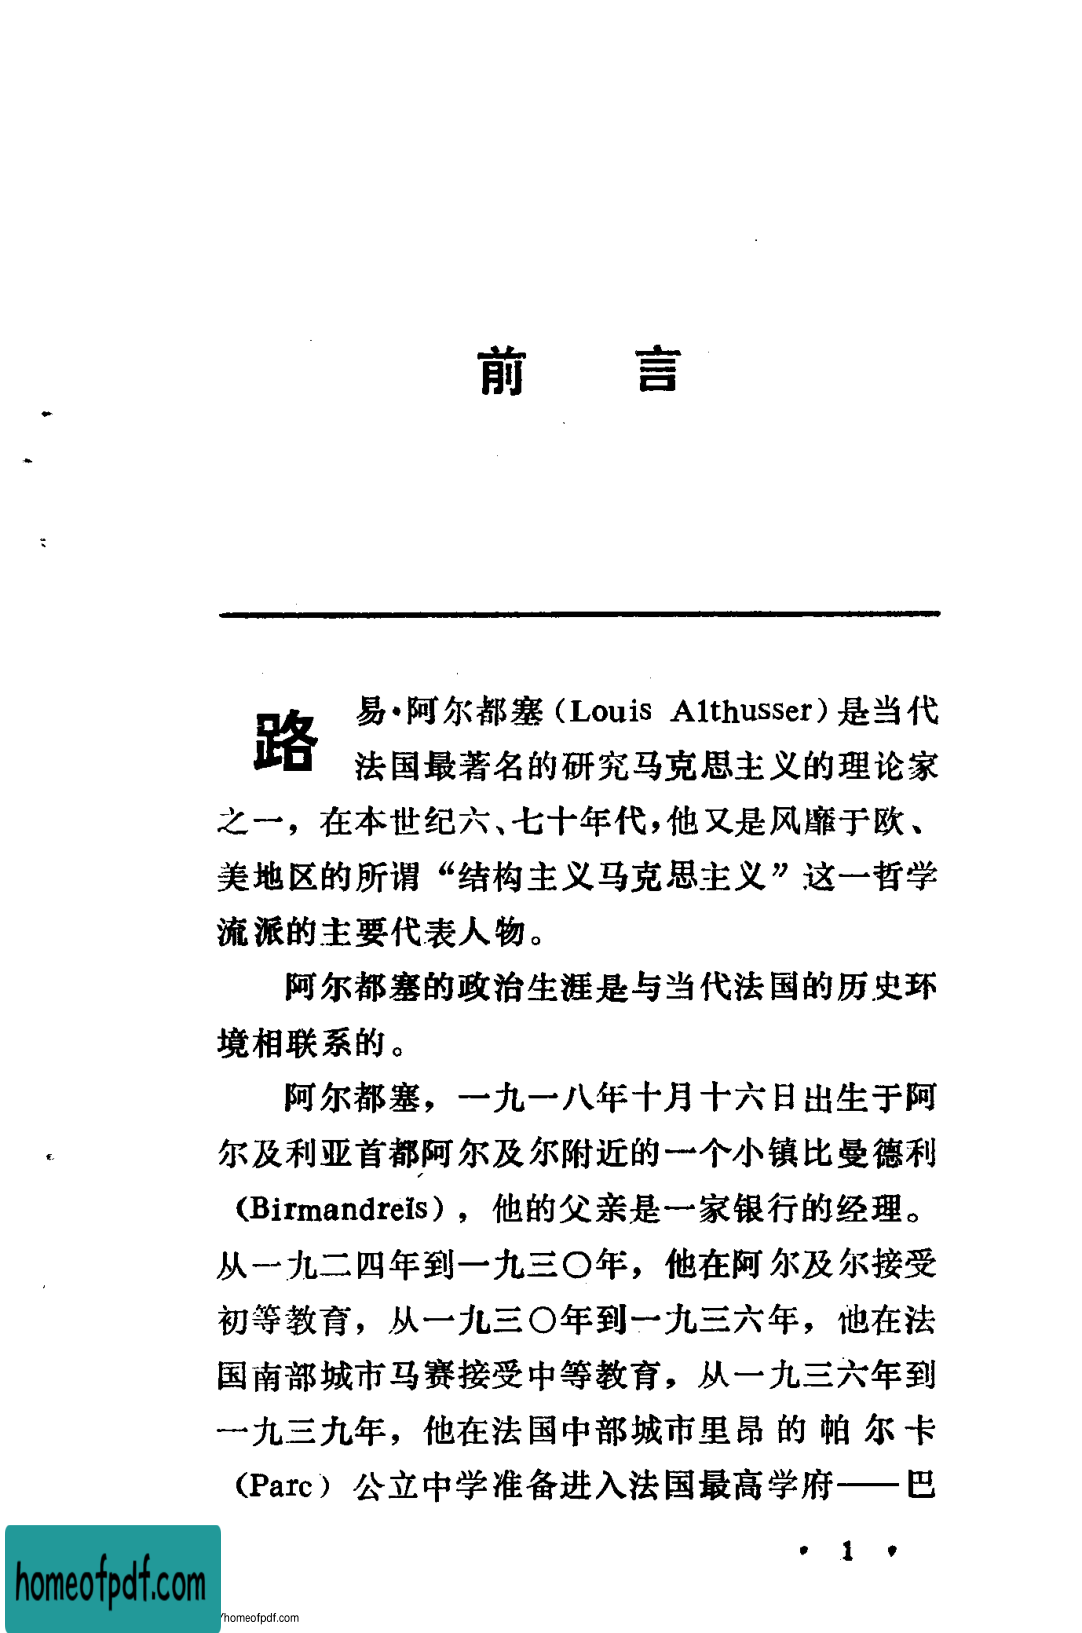 前 言
路易·阿尔都塞（Louis Althusser）是当代
法国最著名的研究马克思主义的理论家
之一，在本世纪六、七十年代，他又是风靡于欧、
美地区的所谓“结构主义马克思主义”这一哲学
流派的主要代表人物。
阿尔都塞的政治生涯是与当代法国的历史环
境相联系的。
阿尔都塞，一九一八年十月十六日出生于阿
尔及利亚首都阿尔及尔附近的一个小镇比曼德利
（Birmandreïs），他的父亲是一家银行的经理。
从一九二四年到一九三〇年，他在阿尔及尔接受
初等教育，从一九三〇年到一九三六年，他在法
国南部城市马赛接受中等教育，从一九三六年到
一九三九年，他在法国中部城市里昂的帕尔卡
（Parc）公立中学准备进入法国最高学府——巴
· 1 ·
homeofpdf.com
/homeofpdf.com